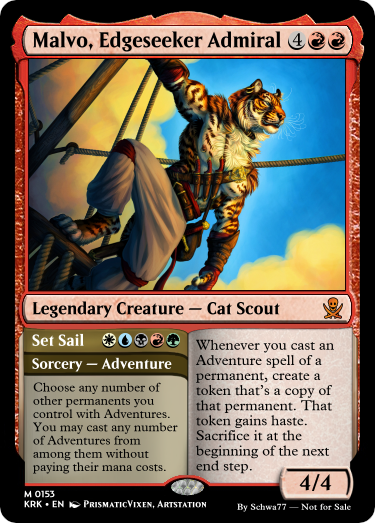 Malvo, Edgeseeker Admiral 4
Legendary Creature — Cat Scout
Set Sail
Sorcery — Adventure
Choose any number of
other permanents you
control with Adventures.
You may cast any
number of Adventures from
among them without
paying their mana costs.
Whenever you cast an
Adventure spell of a
permanent, create a
token that's a copy of
that permanent. That
token gains haste.
Sacrifice it at the
beginning of the next
end step.
4/4
M 0153
KRK • EN PrismaticVixen, Artstation
By Schwa77 — Not for Sale